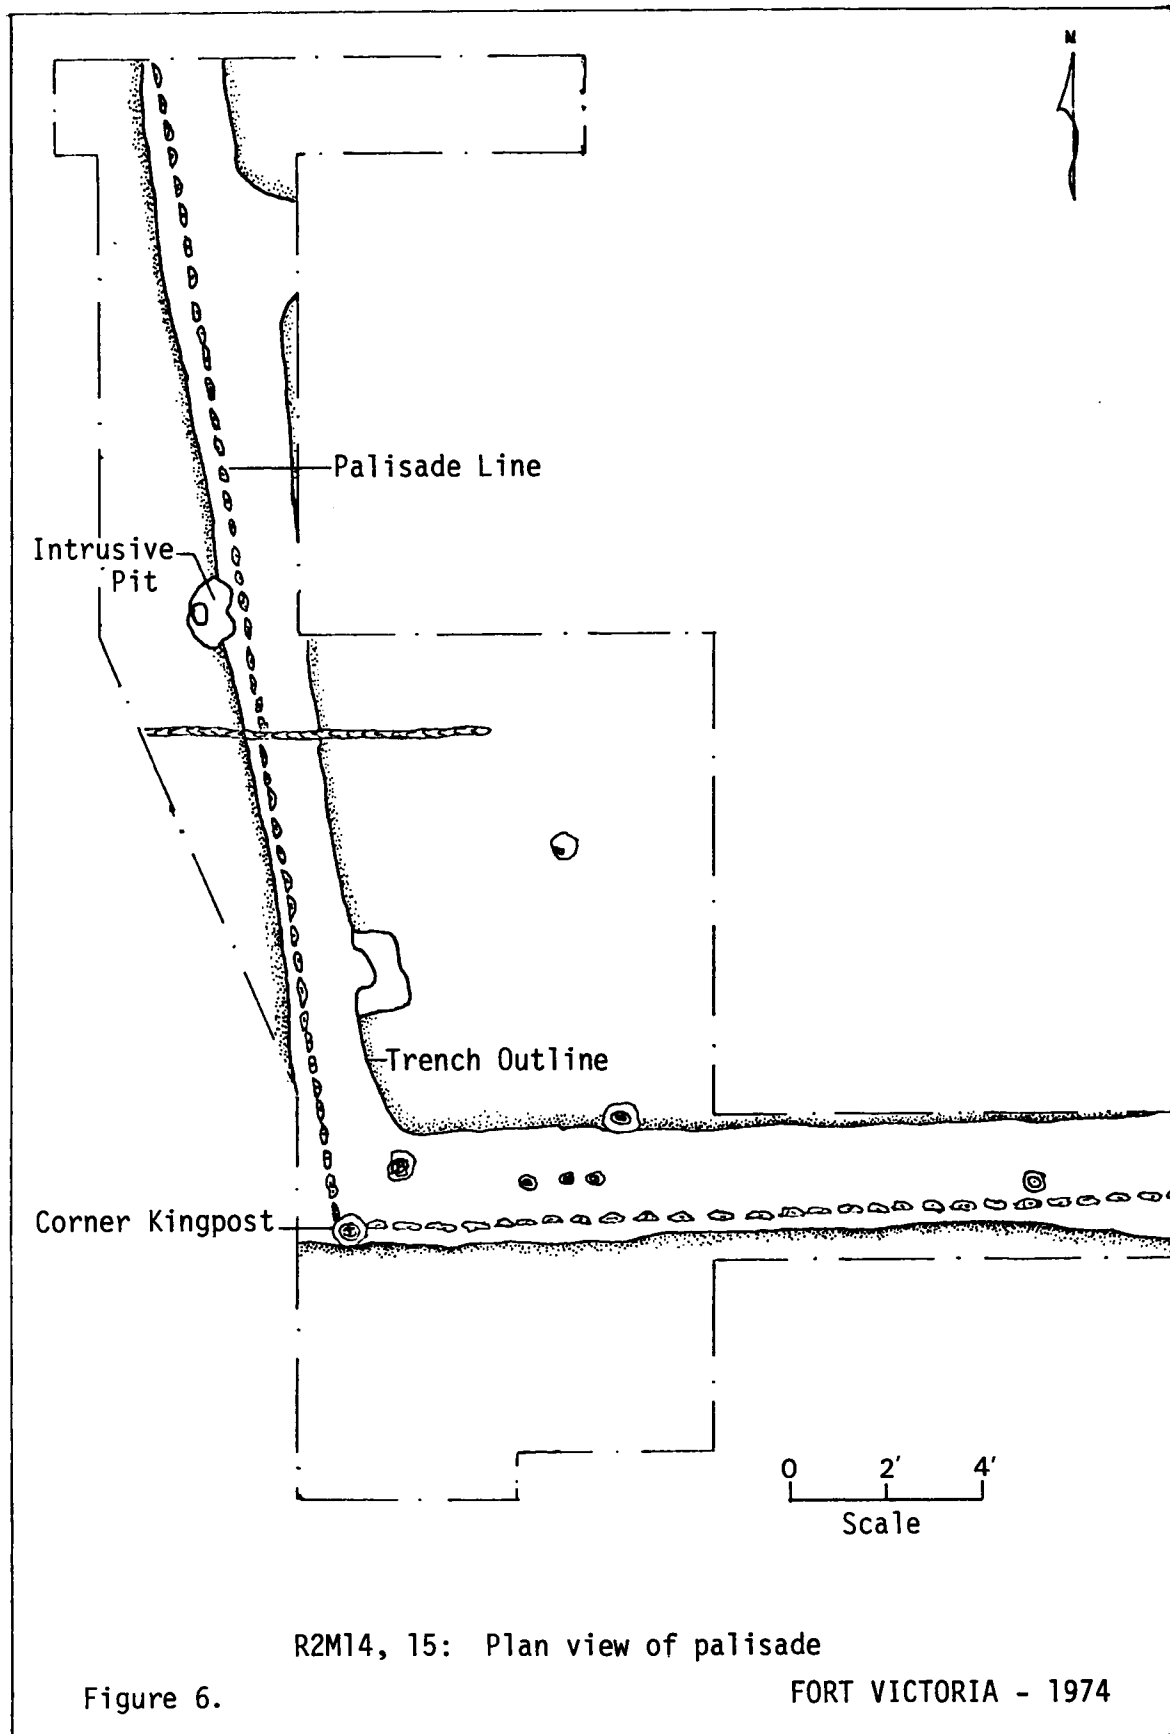 N
Palisade Line
Intrusive
Pit
Trench Outline
Corner Kingpost
0 2' 4'
Scale
R2M14, 15: Plan view of palisade
Figure 6.
FORT VICTORIA - 1974